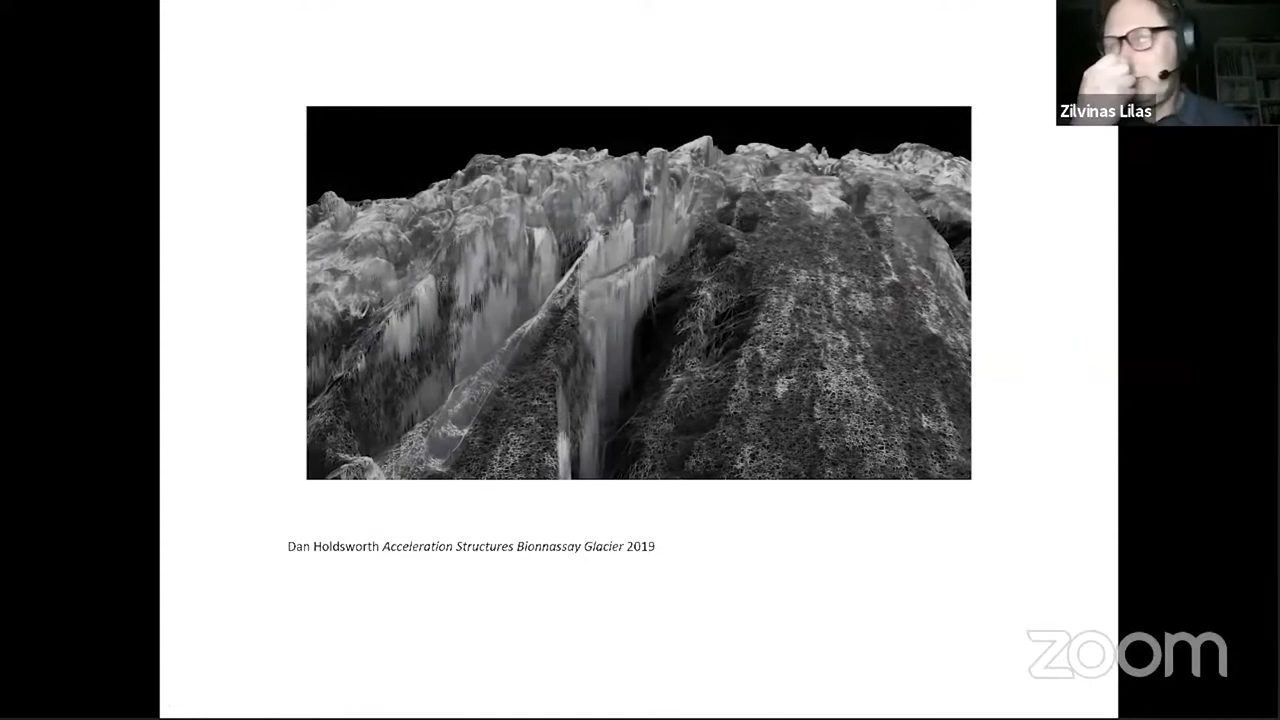 Zilvinas Lilas
Dan Holdsworth Acceleration Structures Bionnassay Glacier 2019
zoom